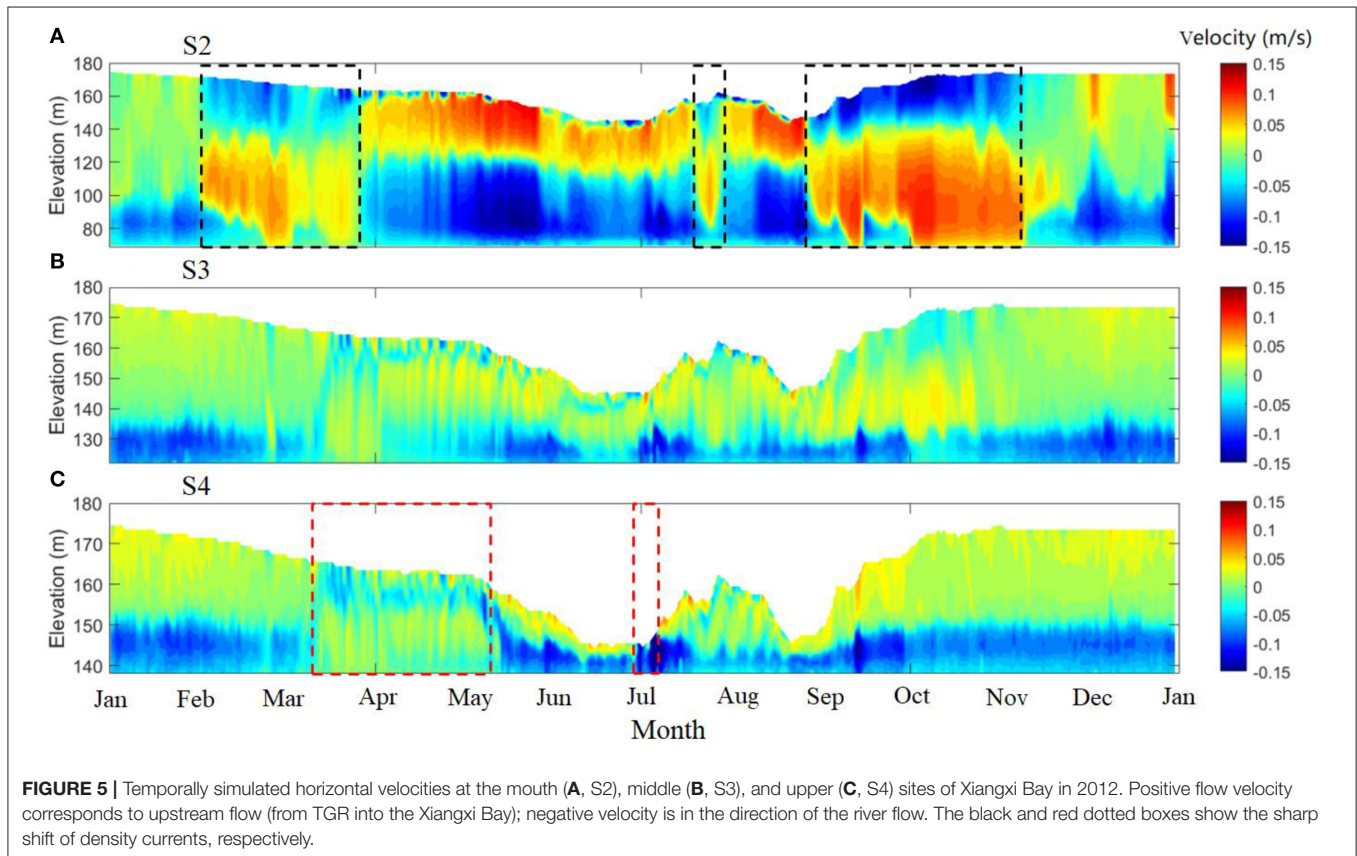 A
S2
Velocity (m/s)
180
160
140
120
100
80
Elevation (m)
0.15
0.10
0.05
0
-0.05
-0.10
-0.15
B
S3
180
170
160
150
140
130
Elevation (m)
0.15
0.10
0.05
0
-0.05
-0.10
-0.15
C
S4
180
170
160
150
140
Elevation (m)
0.15
0.10
0.05
0
-0.05
-0.10
-0.15
Jan Feb Mar Apr May Jun Jul Aug Sep Oct Nov Dec Jan
Month
FIGURE 5 | Temporally simulated horizontal velocities at the mouth (A, S2), middle (B, S3), and upper (C, S4) sites of Xiangxi Bay in 2012. Positive flow velocity
corresponds to upstream flow (from TGR into the Xiangxi Bay); negative velocity is in the direction of the river flow. The black and red dotted boxes show the sharp
shift of density currents, respectively.